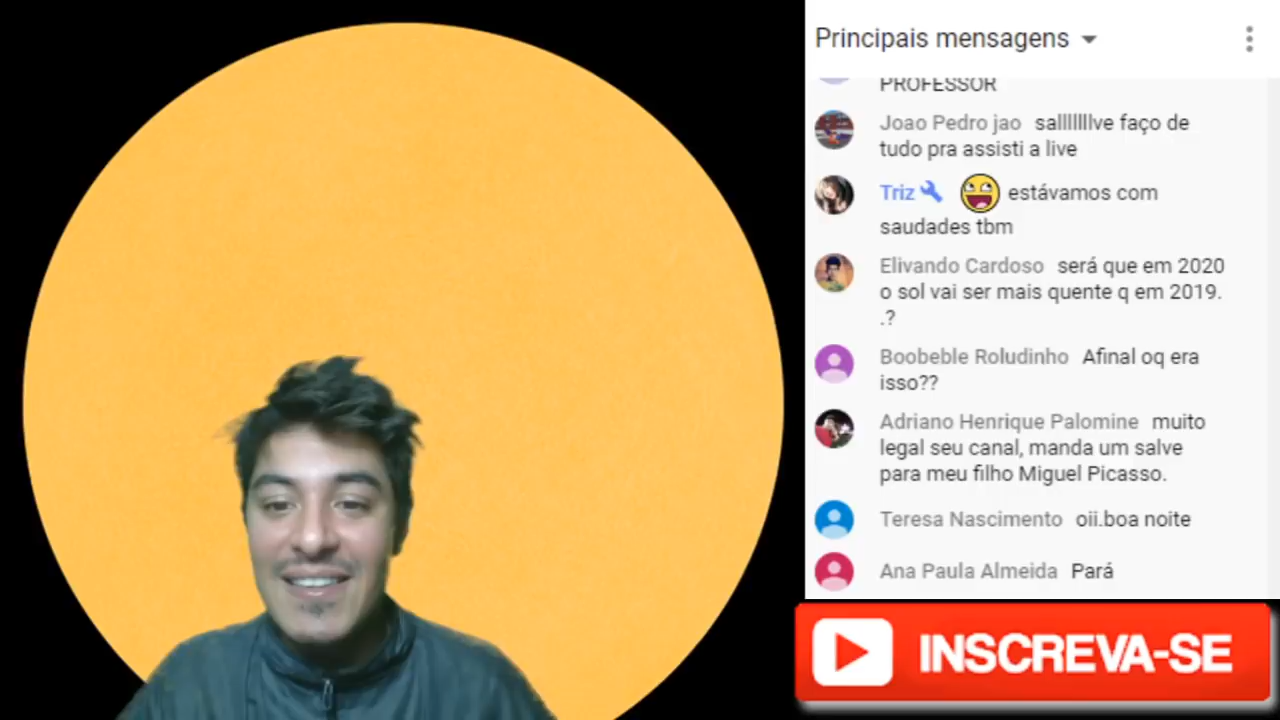 Principais mensagens
PROFESSOR
Joao Pedro jao salllllllve faço de
tudo pra assisti a live
Triz estávamos com
saudades tbm
Elivando Cardoso será que em 2020
o sol vai ser mais quente q em 2019.
.?
Boobeble Roludinho Afinal oq era
isso??
Adriano Henrique Palomine muito
legal seu canal, manda um salve
para meu filho Miguel Picasso.
Teresa Nascimento oii.boa noite
Ana Paula Almeida Pará
INSCREVA-SE